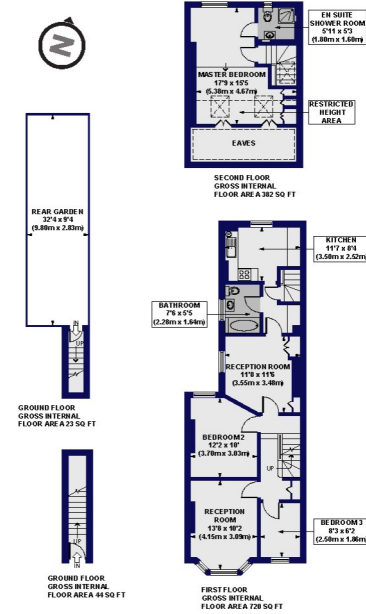 N
EN SUITE
SHOWER ROOM
5'11 x 5'3
(1.80m x 1.60m)
MASTER BEDROOM
17'9 x 15'5
(5.38m x 4.67m)
RESTRICTED
HEIGHT
AREA
EAVES
SECOND FLOOR
GROSS INTERNAL
FLOOR AREA 382 SQ FT
REAR GARDEN
32'4 x 9'4
(9.80m x 2.83m)
IN
UP
GROUND FLOOR
GROSS INTERNAL
FLOOR AREA 23 SQ FT
KITCHEN
11'7 x 8'4
(3.50m x 2.52m)
BATHROOM
7'6 x 5'5
(2.28m x 1.64m)
RECEPTION ROOM
11'8 x 11'6
(3.55m x 3.48m)
BEDROOM 2
12'2 x 10'
(3.70m x 3.03m)
UP
RECEPTION
ROOM
13'8 x 10'2
(4.15m x 3.09m)
BEDROOM 3
8'3 x 6'2
(2.50m x 1.86m)
FIRST FLOOR
GROSS INTERNAL
FLOOR AREA 720 SQ FT
UP
IN
GROUND FLOOR
GROSS INTERNAL
FLOOR AREA 44 SQ FT